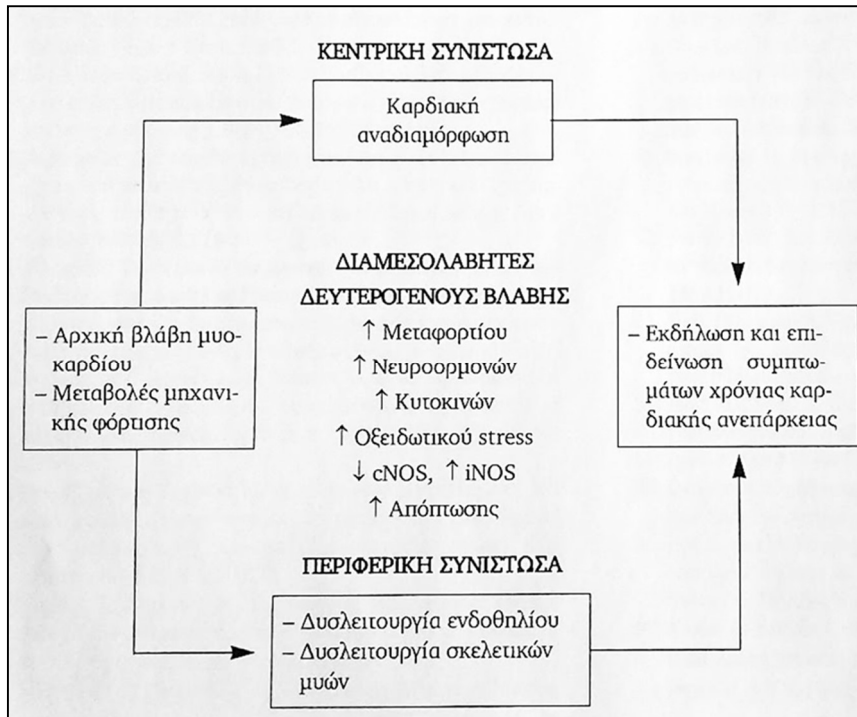 ΚΕΝΤΡΙΚΗ ΣΥΝΙΣΤΩΣΑ
Καρδιακή
αναδιαμόρφωση
ΔΙΑΜΕΣΟΛΑΒΗΤΕΣ
ΔΕΥΤΕΡΟΓΕΝΟΥΣ ΒΛΑΒΗΣ
↑ Μεταφορτίου
↑ Νευροορμονών
↑ Κυτοκινών
↑ Οξειδωτικού stress
↓ cNOS, ↑ iNOS
↑ Απόπτωσης
– Αρχική βλάβη μυο-
καρδίου
– Μεταβολές μηχανι-
κής φόρτισης
– Εκδήλωση και επι-
δείνωση συμπτω-
μάτων χρόνιας καρ-
διακής ανεπάρκειας
ΠΕΡΙΦΕΡΙΚΗ ΣΥΝΙΣΤΩΣΑ
– Δυσλειτουργία ενδοθηλίου
– Δυσλειτουργία σκελετικών
μυών